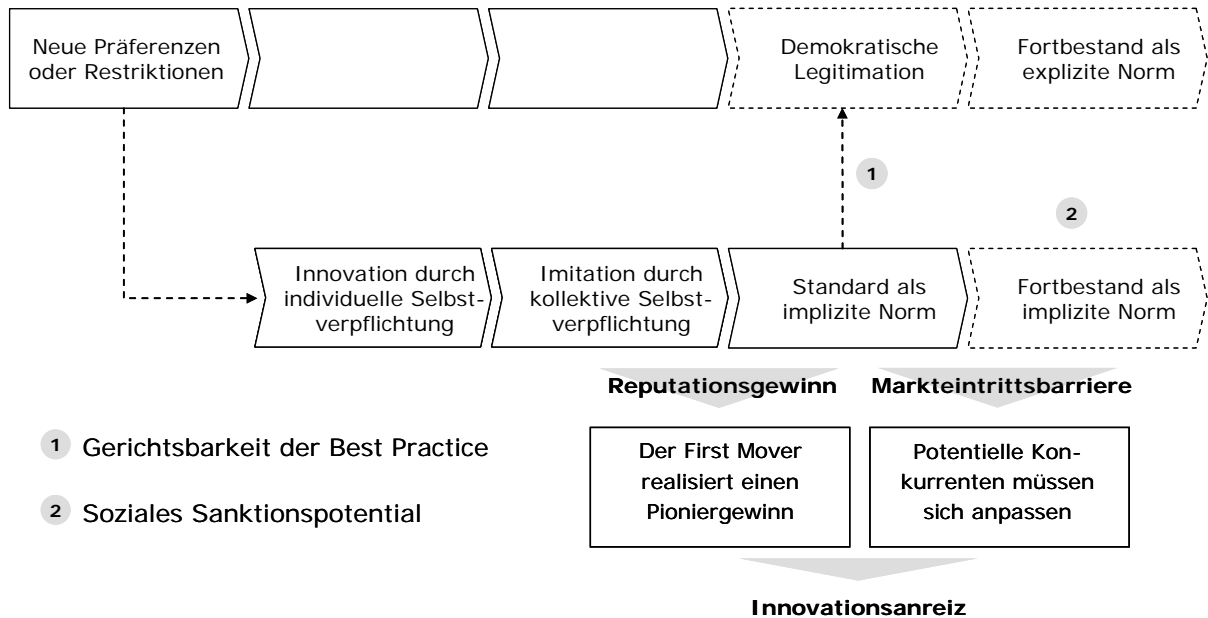 Neue Präferenzen
oder Restriktionen
Demokratische
Legitimation
Fortbestand als
explizite Norm
1
2
Innovation durch
individuelle Selbst-
verpflichtung
Imitation durch
kollektive Selbst-
verpflichtung
Standard als
implizite Norm
Fortbestand als
implizite Norm
Reputationsgewinn
Markteintrittsbarriere
1 Gerichtsbarkeit der Best Practice
2 Soziales Sanktionspotential
Der First Mover
realisiert einen
Pioniergewinn
Potentielle Kon-
kurrenten müssen
sich anpassen
Innovationsanreiz